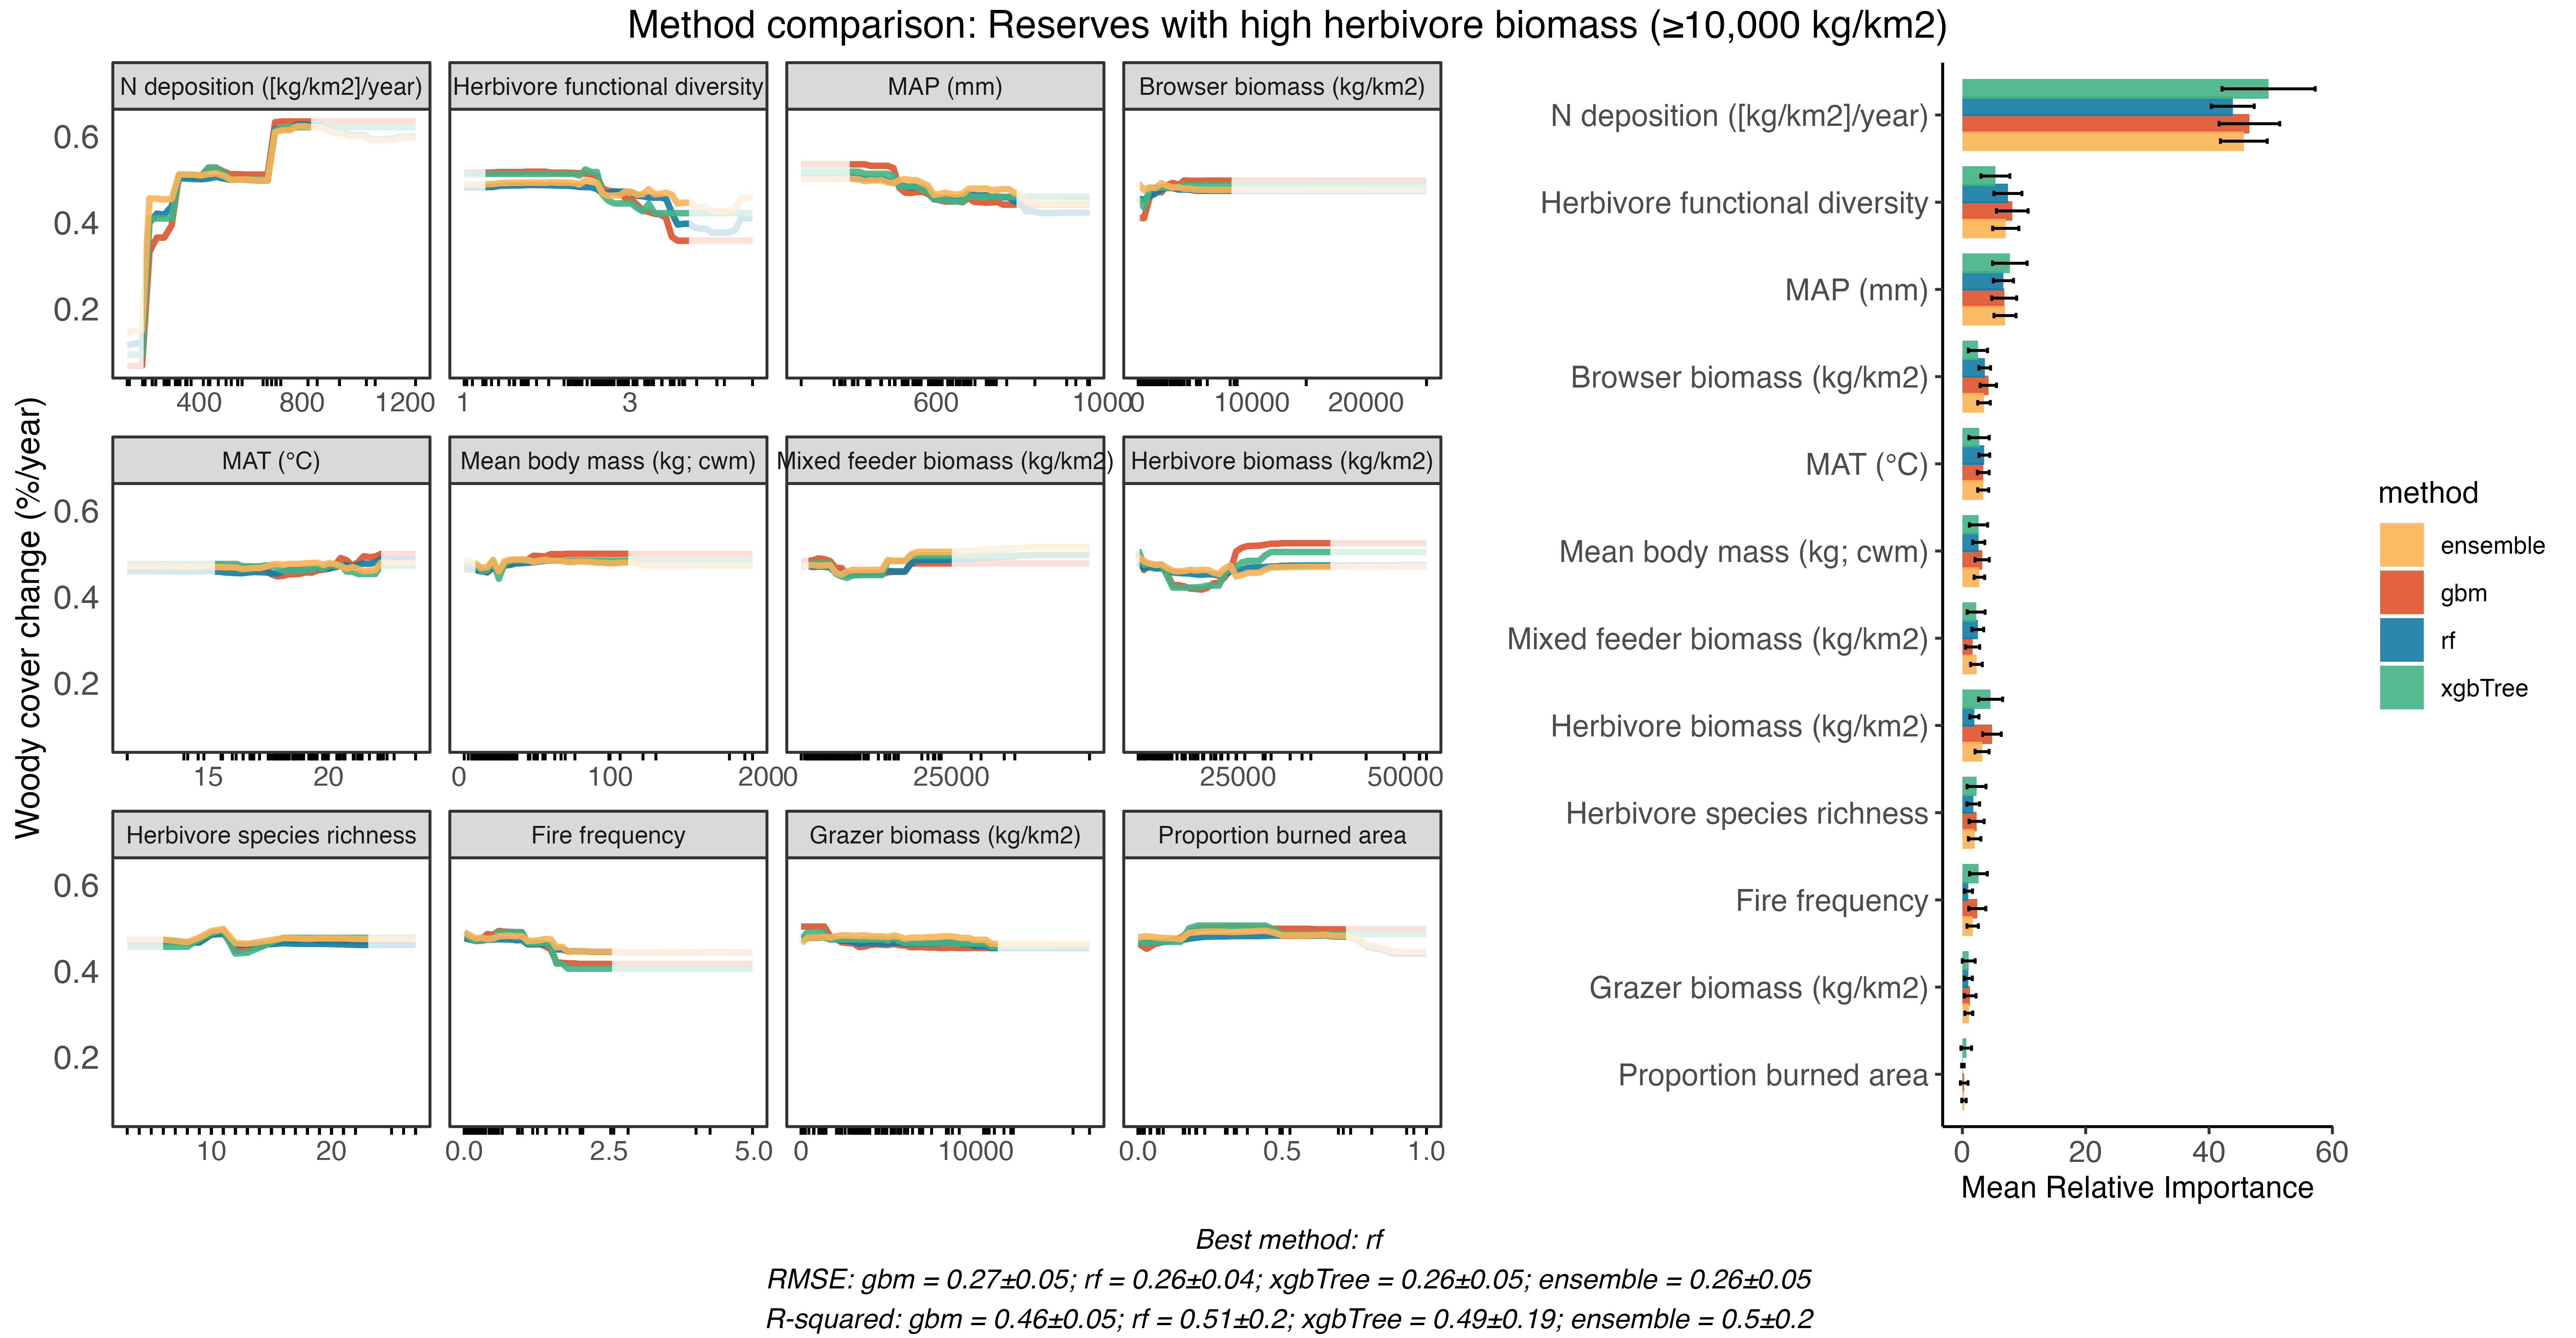 Method comparison: Reserves with high herbivore biomass (≥10,000 kg/km2)
Woody cover change (%/year)
N deposition ([kg/km2]/year)
Herbivore functional diversity
MAP (mm)
Browser biomass (kg/km2)
0.6
0.4
0.2
400 800 1200
1 3
600 1000
0 10000 20000
MAT (°C)
Mean body mass (kg; cwm)
Mixed feeder biomass (kg/km2)
Herbivore biomass (kg/km2)
0.6
0.4
0.2
15 20
0 100 200
0 25000
25000 50000
Herbivore species richness
Fire frequency
Grazer biomass (kg/km2)
Proportion burned area
0.6
0.4
0.2
10 20
0.0 2.5 5.0
0 10000
0.0 0.5 1.0
N deposition ([kg/km2]/year)
Herbivore functional diversity
MAP (mm)
Browser biomass (kg/km2)
MAT (°C)
Mean body mass (kg; cwm)
Mixed feeder biomass (kg/km2)
Herbivore biomass (kg/km2)
Herbivore species richness
Fire frequency
Grazer biomass (kg/km2)
Proportion burned area
0 20 40 60
Mean Relative Importance
method
ensemble
gbm
rf
xgbTree
Best method: rf
RMSE: gbm = 0.27±0.05; rf = 0.26±0.04; xgbTree = 0.26±0.05; ensemble = 0.26±0.05
R-squared: gbm = 0.46±0.05; rf = 0.51±0.2; xgbTree = 0.49±0.19; ensemble = 0.5±0.2